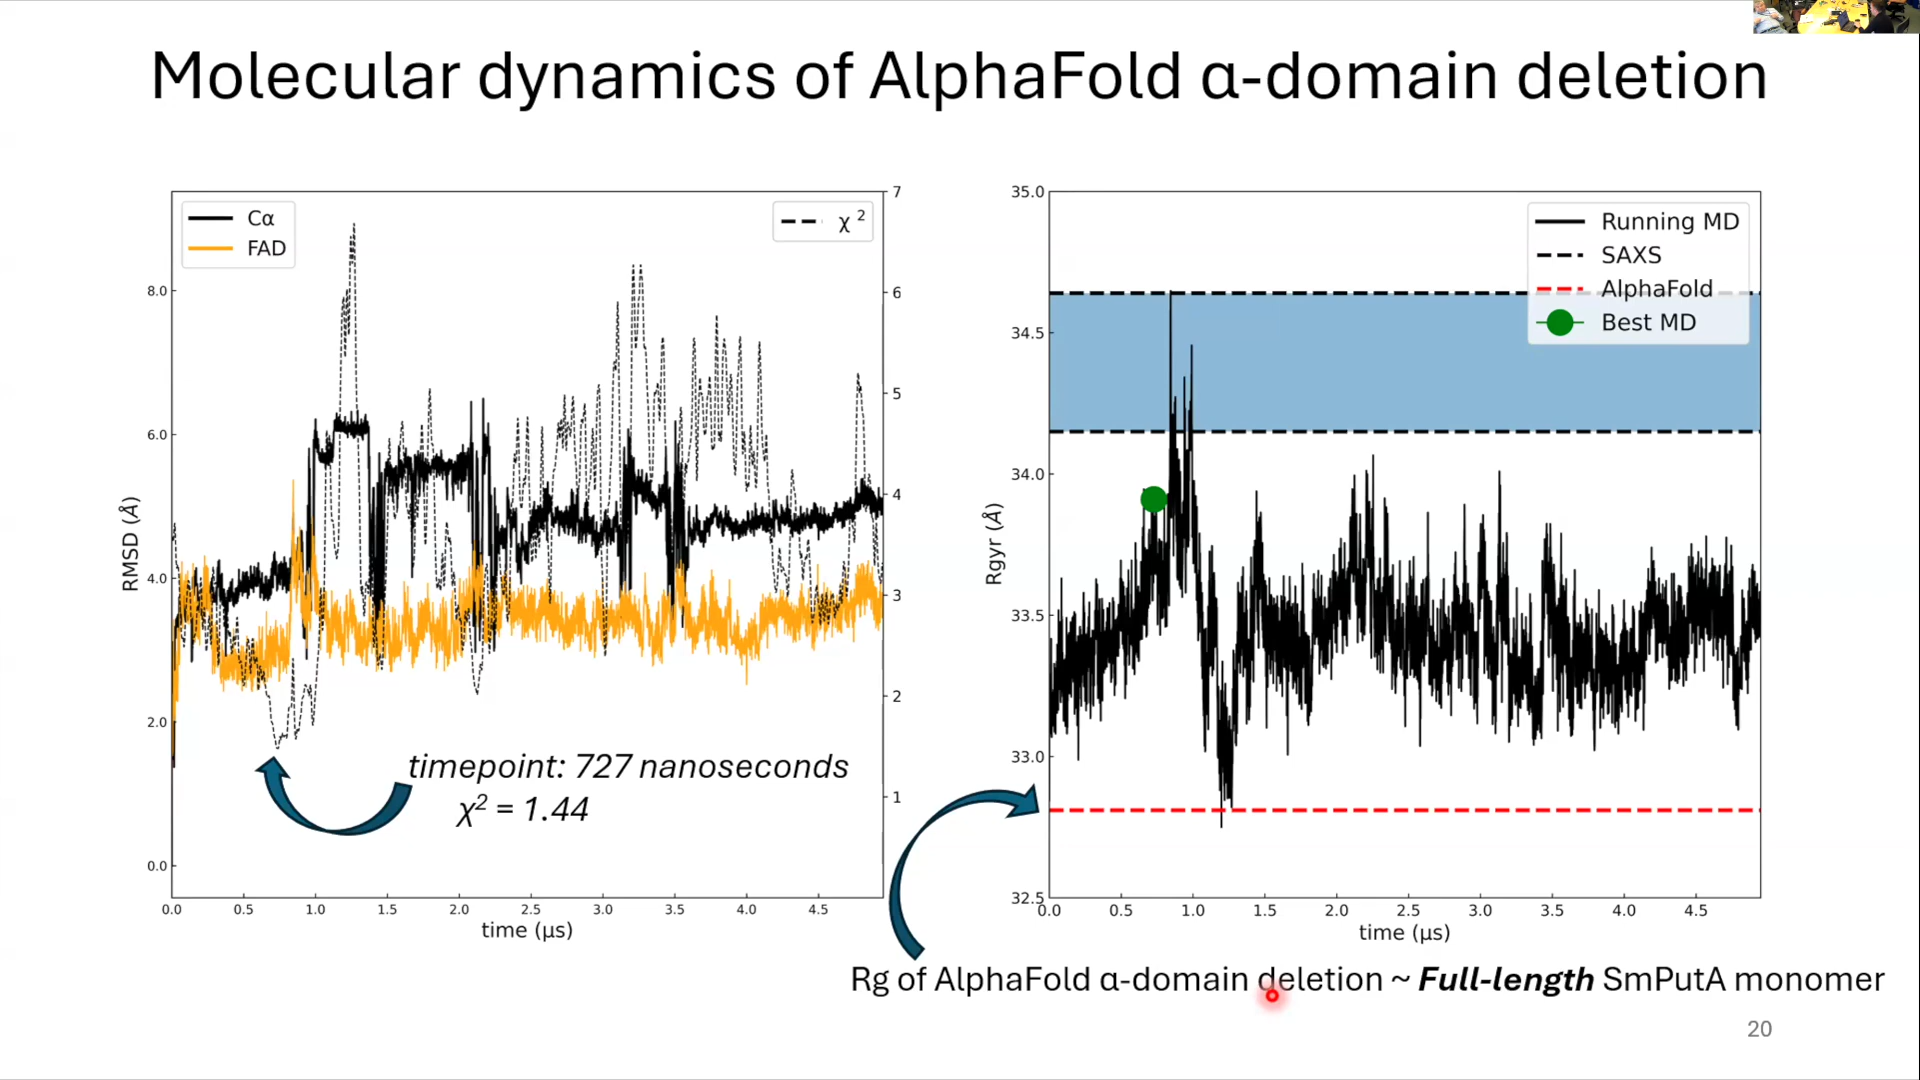 Molecular dynamics of AlphaFold α-domain deletion
Cα
FAD
χ 2
8.0
6.0
4.0
2.0
0.0
RMSD (Å)
7
6
5
4
3
2
1
timepoint: 727 nanoseconds
χ2 = 1.44
0.0 0.5 1.0 1.5 2.0 2.5 3.0 3.5 4.0 4.5
time (μs)
Running MD
SAXS
AlphaFold
Best MD
35.0
34.5
34.0
33.5
33.0
32.5
Rgyr (Å)
0.0 0.5 1.0 1.5 2.0 2.5 3.0 3.5 4.0 4.5
time (μs)
Rg of AlphaFold α-domain deletion ~ Full-length SmPutA monomer
20